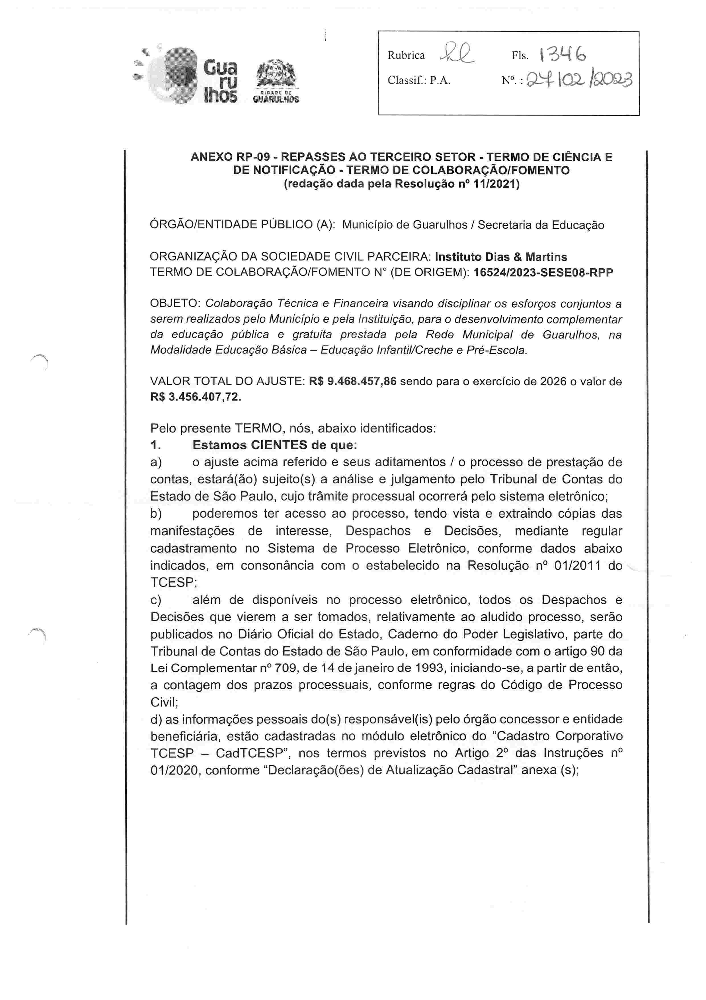 Gua
ru
lhos
CIDADE DE
GUARULHOS
Rubrica Fls. 1346
Classif.: P.A. Nº. : 27/02/2023
ANEXO RP-09 - REPASSES AO TERCEIRO SETOR - TERMO DE CIÊNCIA E
DE NOTIFICAÇÃO - TERMO DE COLABORAÇÃO/FOMENTO
(redação dada pela Resolução nº 11/2021)
ÓRGÃO/ENTIDADE PÚBLICO (A): Município de Guarulhos / Secretaria da Educação
ORGANIZAÇÃO DA SOCIEDADE CIVIL PARCEIRA: Instituto Dias & Martins
TERMO DE COLABORAÇÃO/FOMENTO N° (DE ORIGEM): 16524/2023-SESE08-RPP
OBJETO: Colaboração Técnica e Financeira visando disciplinar os esforços conjuntos a
serem realizados pelo Município e pela Instituição, para o desenvolvimento complementar
da educação pública e gratuita prestada pela Rede Municipal de Guarulhos, na
Modalidade Educação Básica – Educação Infantil/Creche e Pré-Escola.
VALOR TOTAL DO AJUSTE: R$ 9.468.457,86 sendo para o exercício de 2026 o valor de
R$ 3.456.407,72.
Pelo presente TERMO, nós, abaixo identificados:
1. Estamos CIENTES de que:
a) o ajuste acima referido e seus aditamentos / o processo de prestação de
contas, estará(ão) sujeito(s) a análise e julgamento pelo Tribunal de Contas do
Estado de São Paulo, cujo trâmite processual ocorrerá pelo sistema eletrônico;
b) poderemos ter acesso ao processo, tendo vista e extraindo cópias das
manifestações de interesse, Despachos e Decisões, mediante regular
cadastramento no Sistema de Processo Eletrônico, conforme dados abaixo
indicados, em consonância com o estabelecido na Resolução nº 01/2011 do
TCESP;
c) além de disponíveis no processo eletrônico, todos os Despachos e
Decisões que vierem a ser tomados, relativamente ao aludido processo, serão
publicados no Diário Oficial do Estado, Caderno do Poder Legislativo, parte do
Tribunal de Contas do Estado de São Paulo, em conformidade com o artigo 90 da
Lei Complementar nº 709, de 14 de janeiro de 1993, iniciando-se, a partir de então,
a contagem dos prazos processuais, conforme regras do Código de Processo
Civil;
d) as informações pessoais do(s) responsável(is) pelo órgão concessor e entidade
beneficiária, estão cadastradas no módulo eletrônico do “Cadastro Corporativo
TCESP – CadTCESP”, nos termos previstos no Artigo 2º das Instruções nº
01/2020, conforme “Declaração(ões) de Atualização Cadastral” anexa (s);